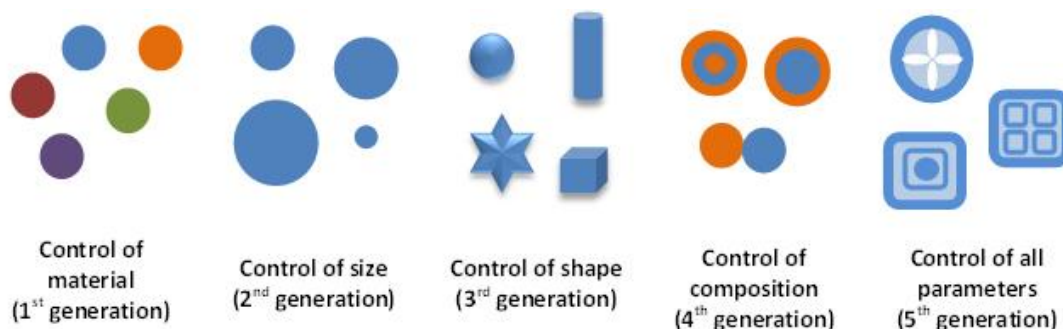 Control of
material
(1st generation)
Control of size
(2nd generation)
Control of shape
(3rd generation)
Control of
composition
(4th generation)
Control of all
parameters
(5th generation)